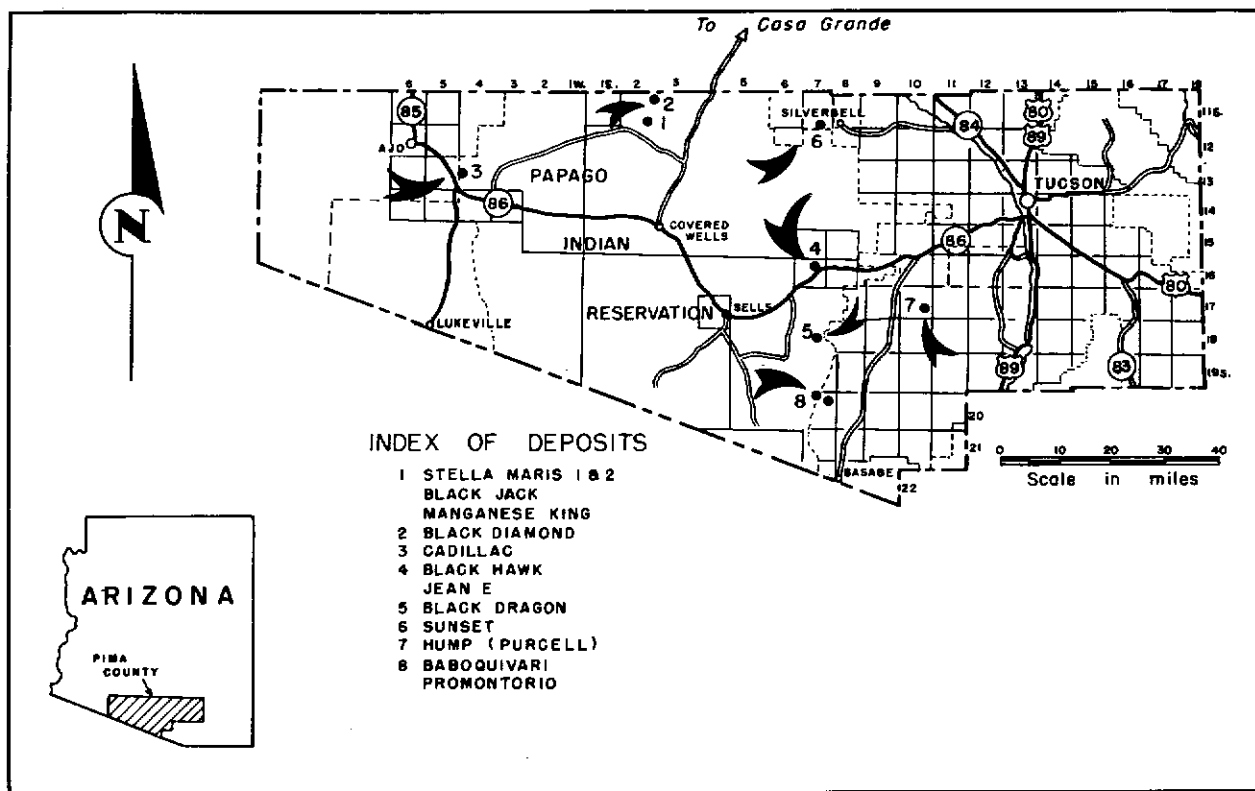 To Casa Grande
6 5 4 3 2 1W. 1E. 2 3 5 6 7 8 9 10 11 12 13 14 15 16 17 18
85
2
1
SILVERBELL
6
84
80
89
11S.
12
AJO
3
PAPAGO
TUCSON
13
86
COVERED
WELLS
14
INDIAN
4
86
15
N
16
80
RESERVATION
SELLS
7
17
LUKEVILLE
5
18
89
83
19S.
8
20
21
SASABE
22
0 10 20 30 40
Scale in miles
INDEX OF DEPOSITS
1 STELLA MARIS 1 & 2
BLACK JACK
MANGANESE KING
2 BLACK DIAMOND
3 CADILLAC
4 BLACK HAWK
JEAN E
5 BLACK DRAGON
6 SUNSET
7 HUMP (PURCELL)
8 BABOQUIVARI
PROMONTORIO
ARIZONA
PIMA
COUNTY